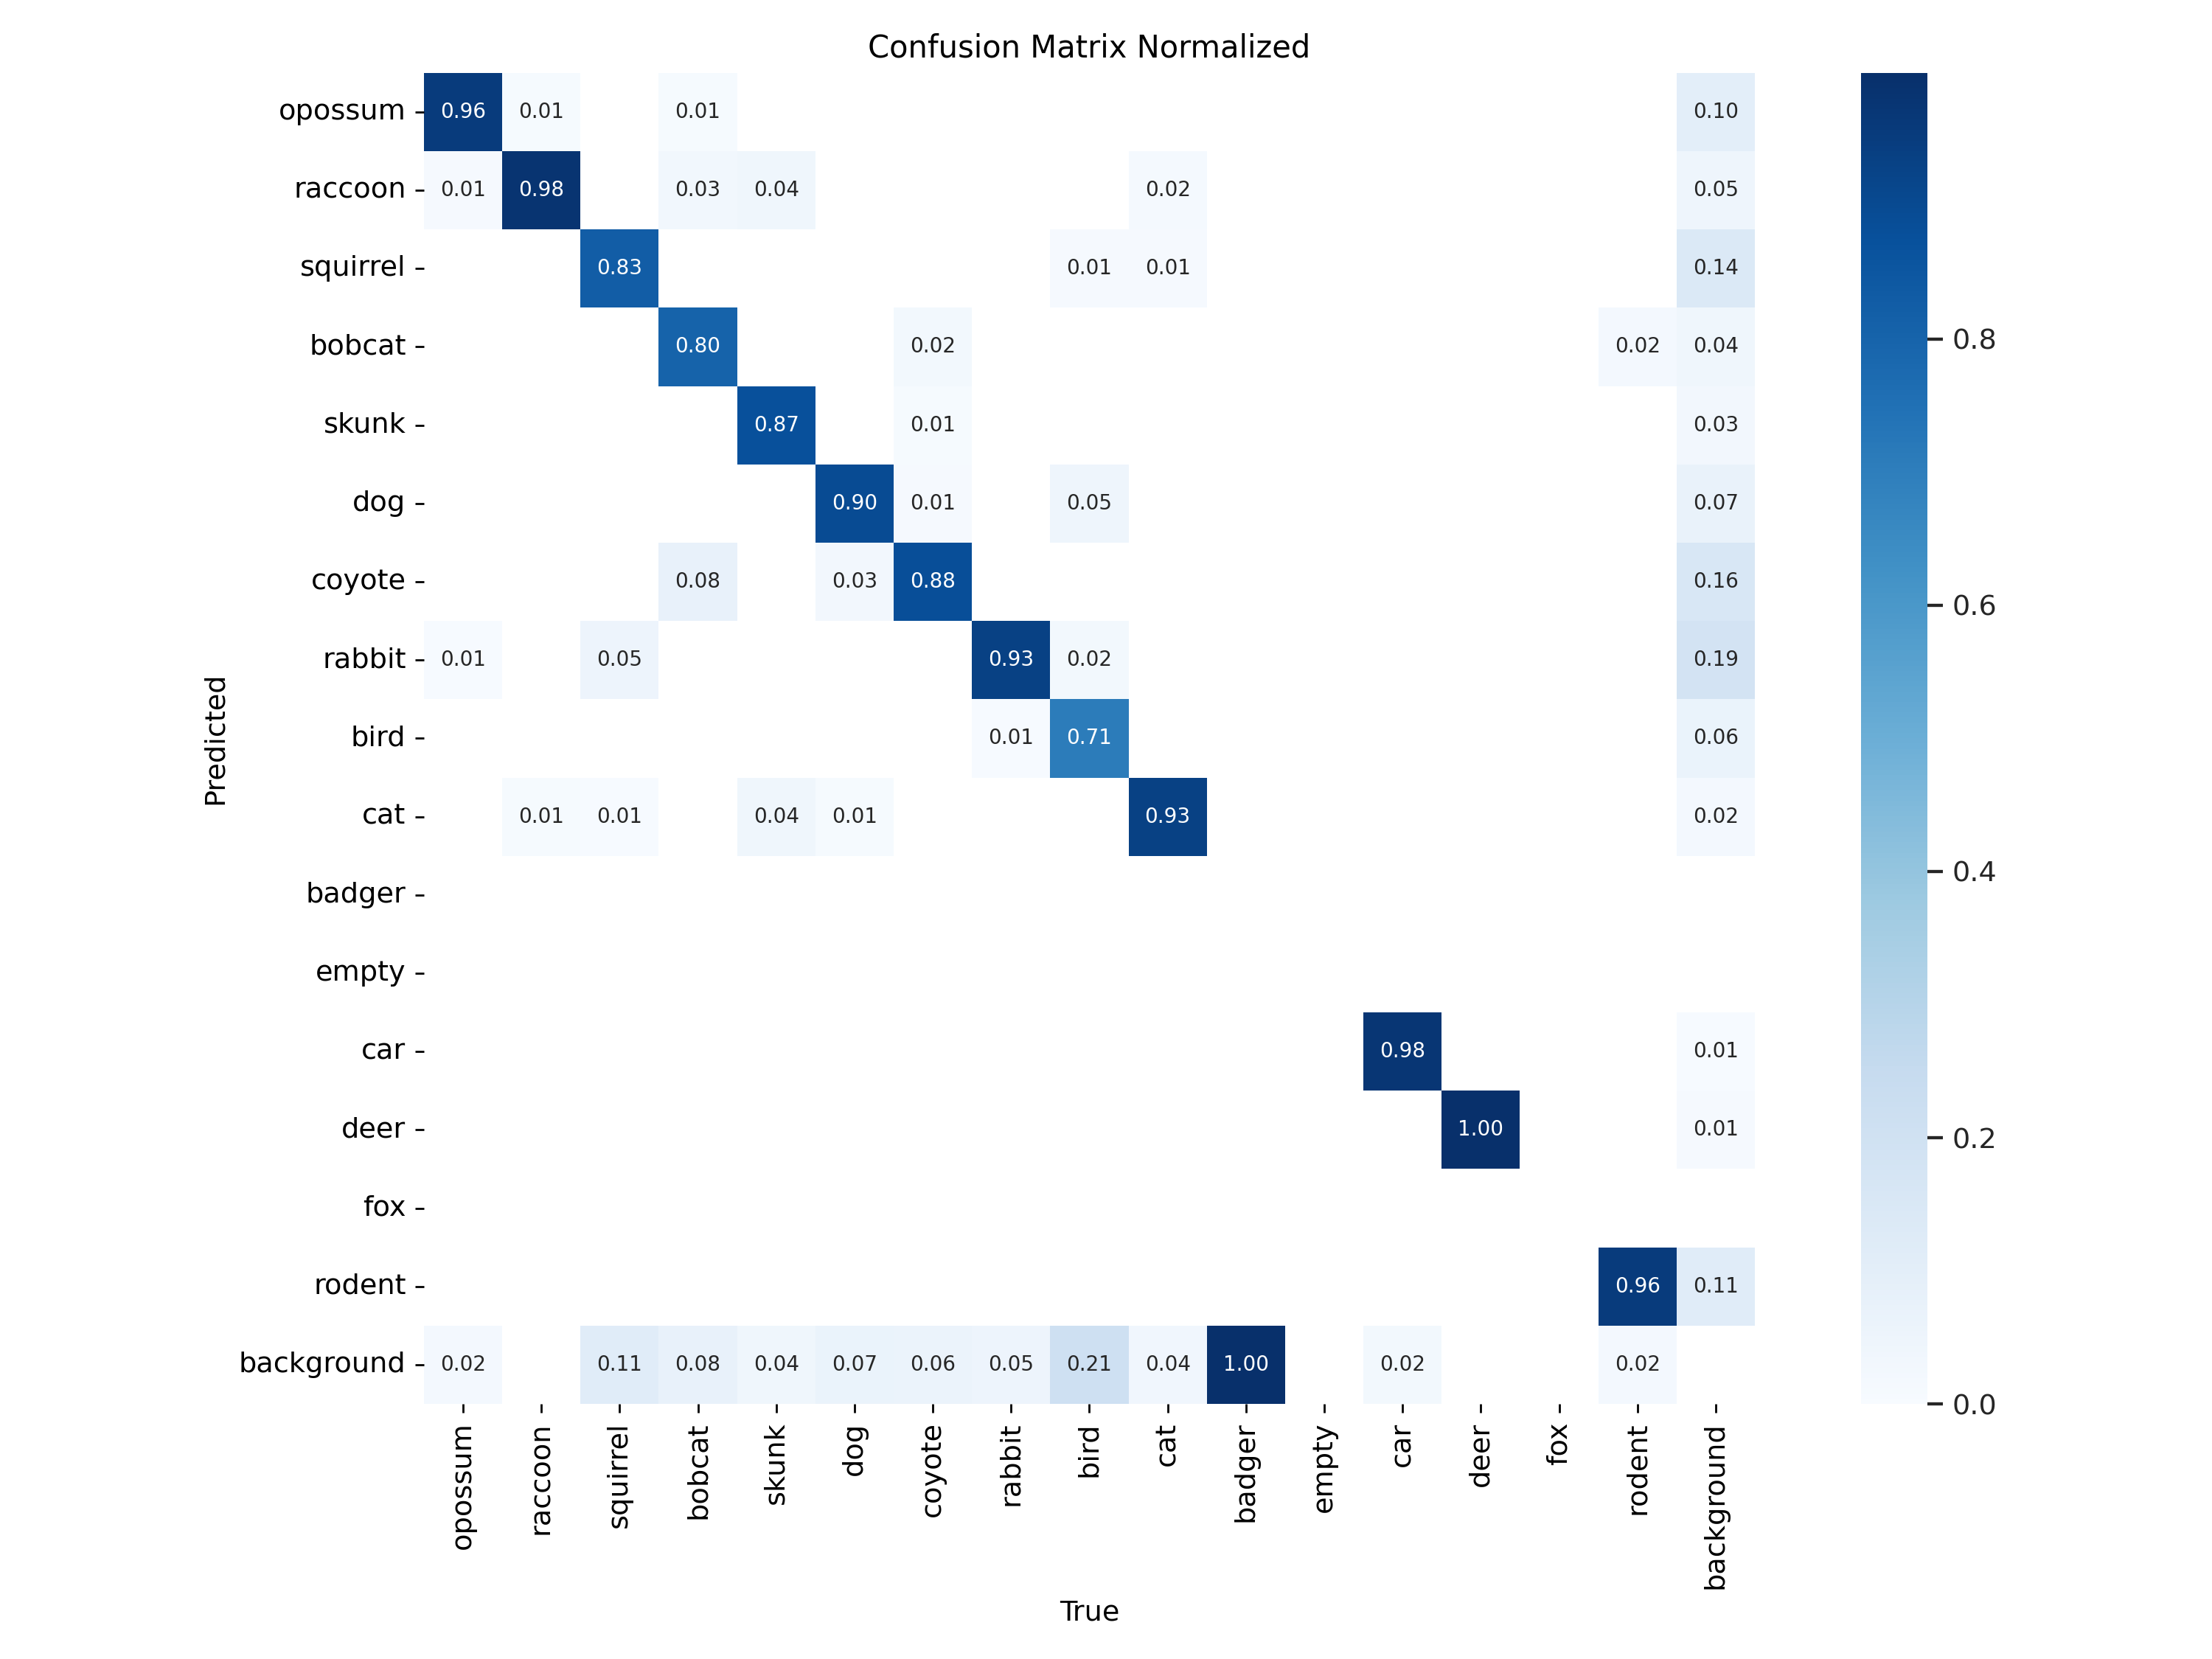 Confusion Matrix Normalized
opossum 0.96 0.01 0.01 0.10
raccoon 0.01 0.98 0.03 0.04 0.02 0.05
squirrel 0.83 0.01 0.01 0.14
bobcat 0.80 0.02 0.02 0.04
skunk 0.87 0.01 0.03
dog 0.90 0.01 0.05 0.07
coyote 0.08 0.03 0.88 0.16
rabbit 0.01 0.05 0.93 0.02 0.19
bird 0.01 0.71 0.06
cat 0.01 0.01 0.04 0.01 0.93 0.02
badger
empty
car 0.98 0.01
deer 1.00 0.01
fox
rodent 0.96 0.11
background 0.02 0.11 0.08 0.04 0.07 0.06 0.05 0.21 0.04 1.00 0.02 0.02
opossum raccoon squirrel bobcat skunk dog coyote rabbit bird cat badger empty car deer fox rodent background
True
Predicted
0.8
0.6
0.4
0.2
0.0